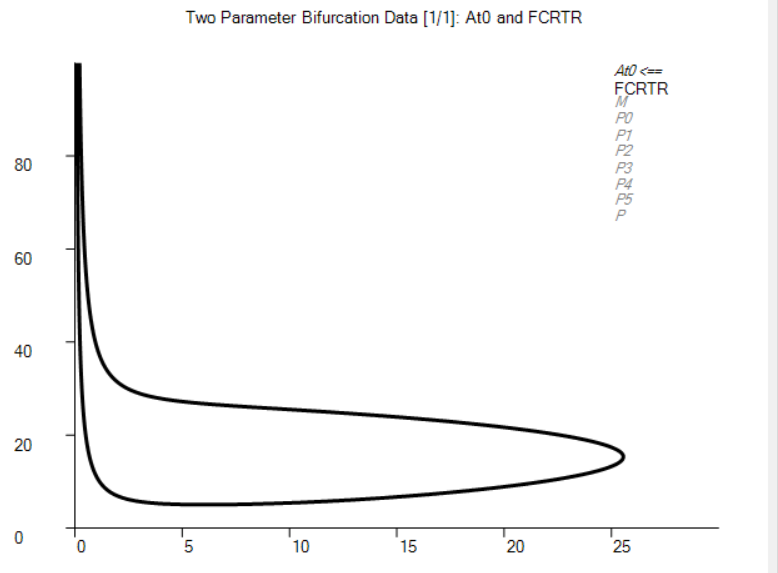 Two Parameter Bifurcation Data [1/1]: At0 and FCRTR
At0 <==
FCRTR
M
P0
P1
P2
P3
P4
P5
P
80
60
40
20
0
0 5 10 15 20 25